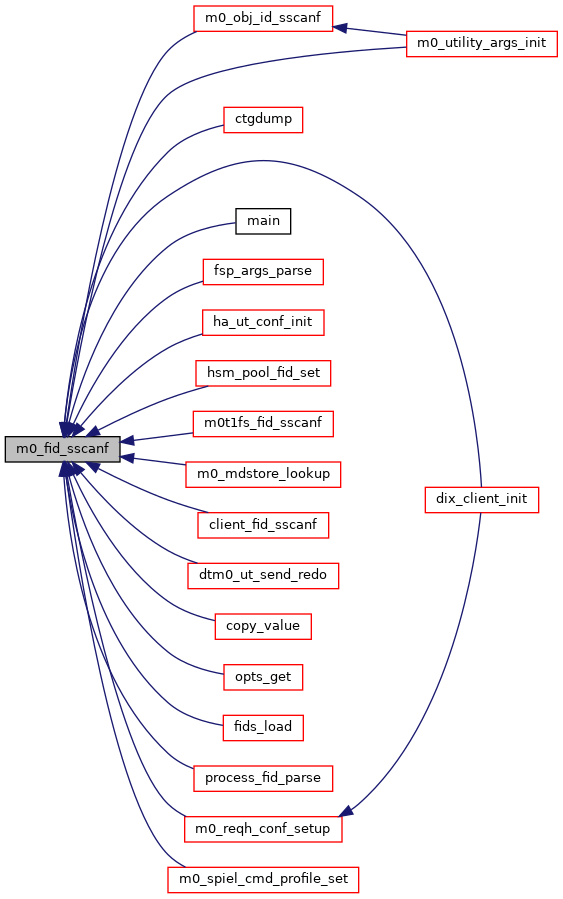 m0_obj_id_sscanf
m0_utility_args_init
ctgdump
main
fsp_args_parse
ha_ut_conf_init
hsm_pool_fid_set
m0t1fs_fid_sscanf
m0_fid_sscanf
m0_mdstore_lookup
dix_client_init
client_fid_sscanf
dtm0_ut_send_redo
copy_value
opts_get
fids_load
process_fid_parse
m0_reqh_conf_setup
m0_spiel_cmd_profile_set